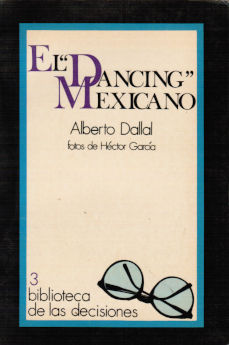 EL "DANCING"
MEXICANO
Alberto Dallal
fotos de Héctor García
3
biblioteca
de las decisiones